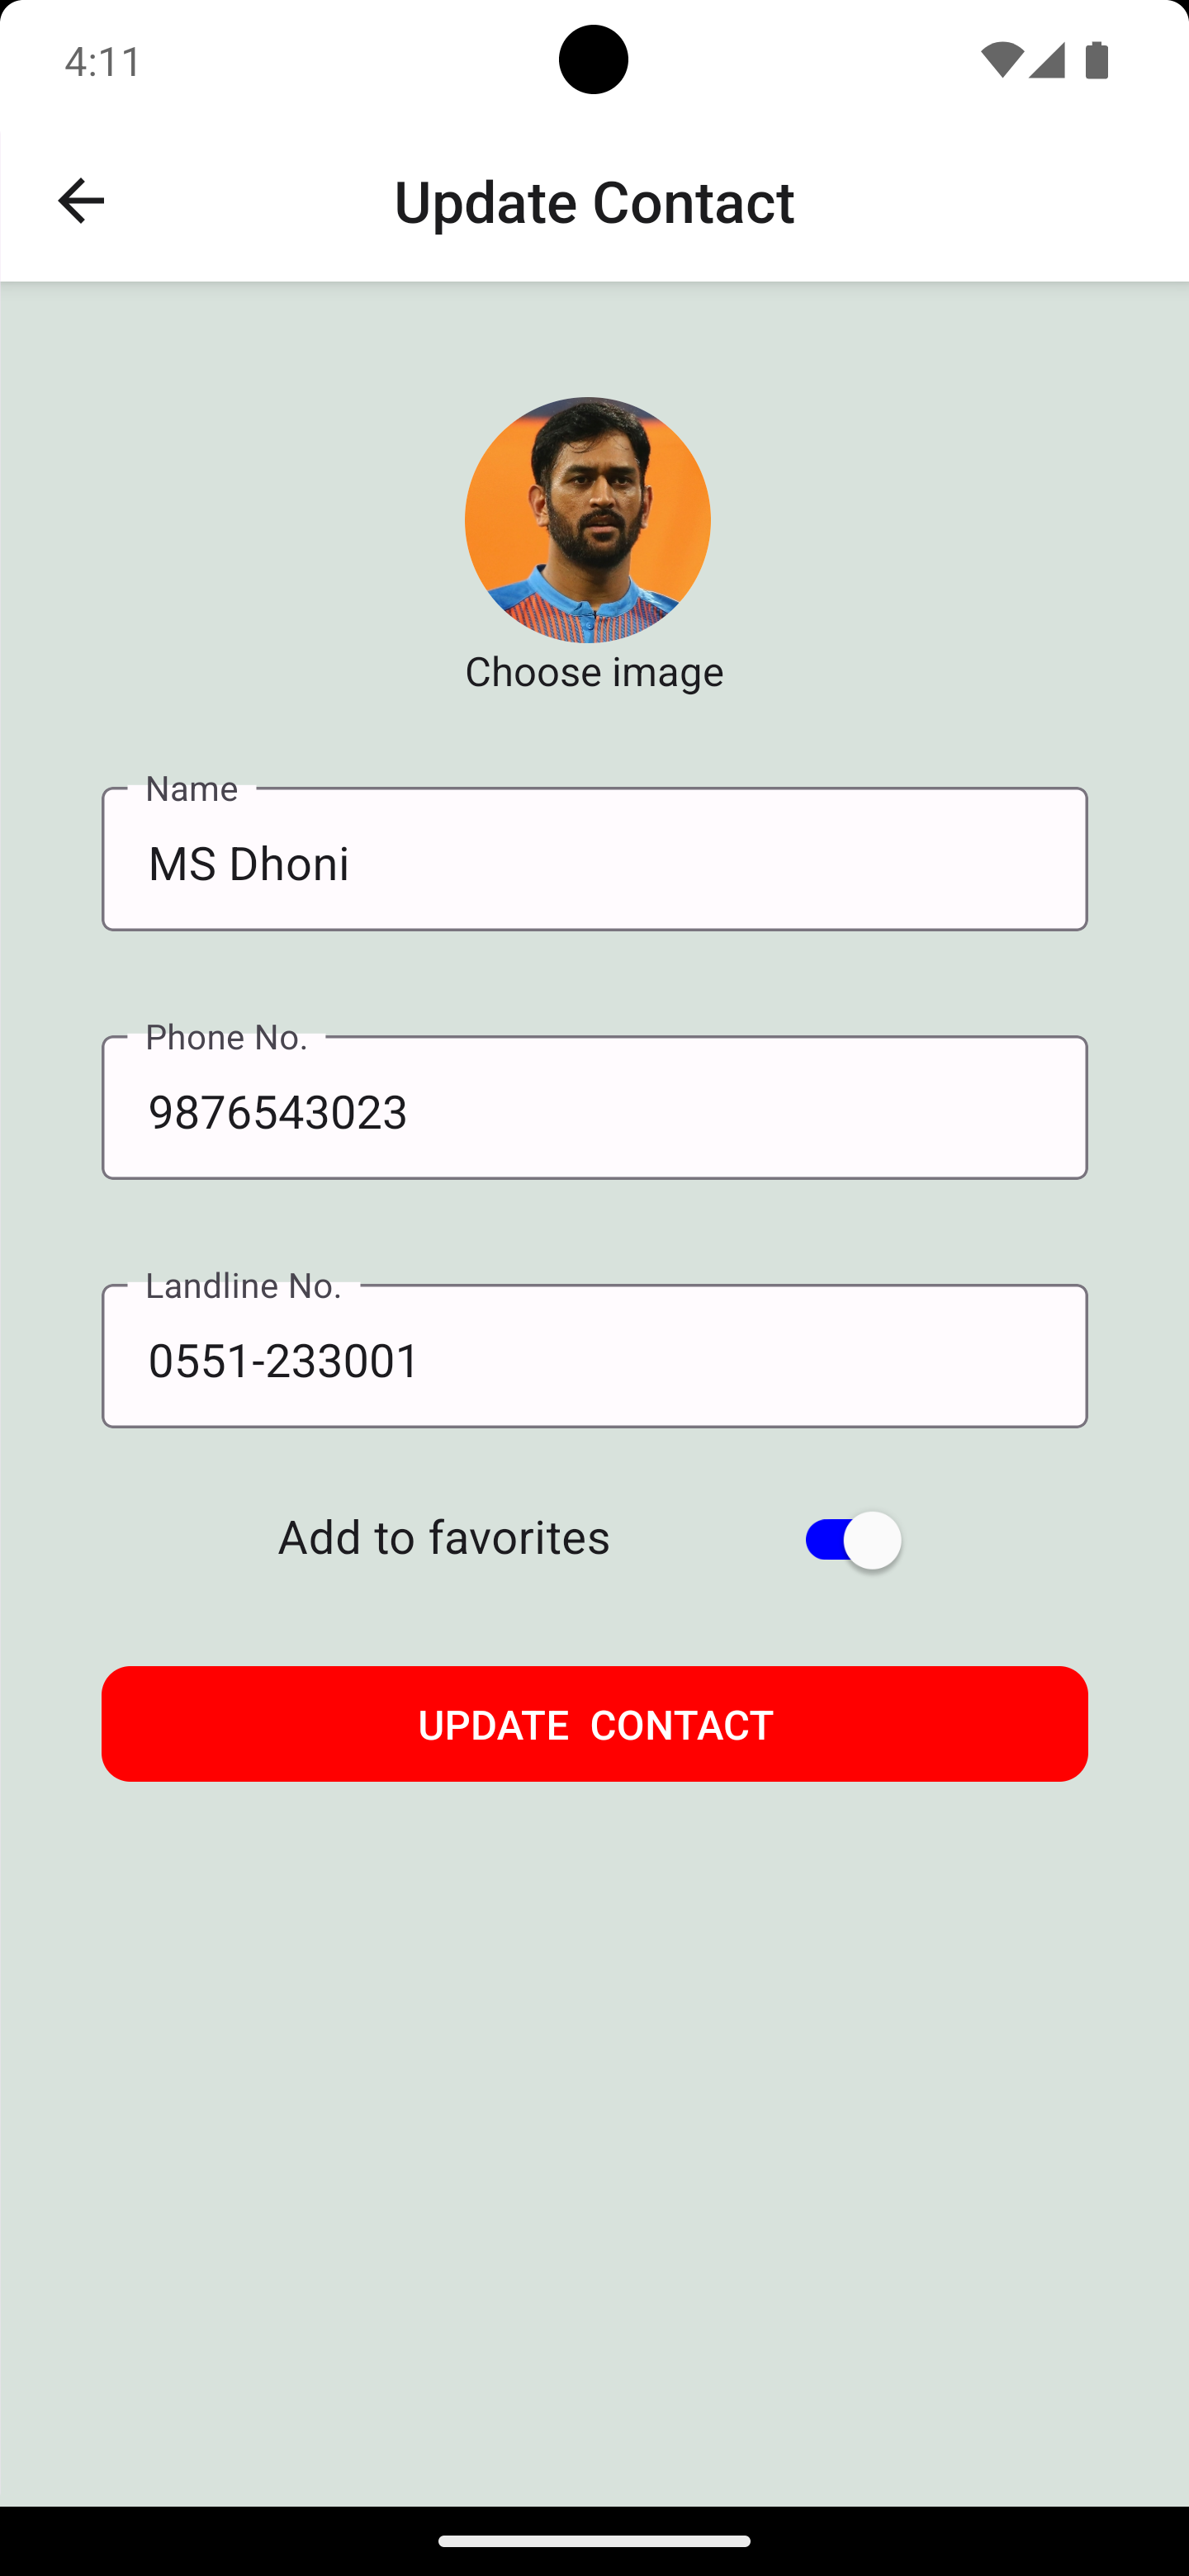 4:11
Update Contact
Choose image
Name
MS Dhoni
Phone No.
9876543023
Landline No.
0551-233001
Add to favorites
UPDATE CONTACT